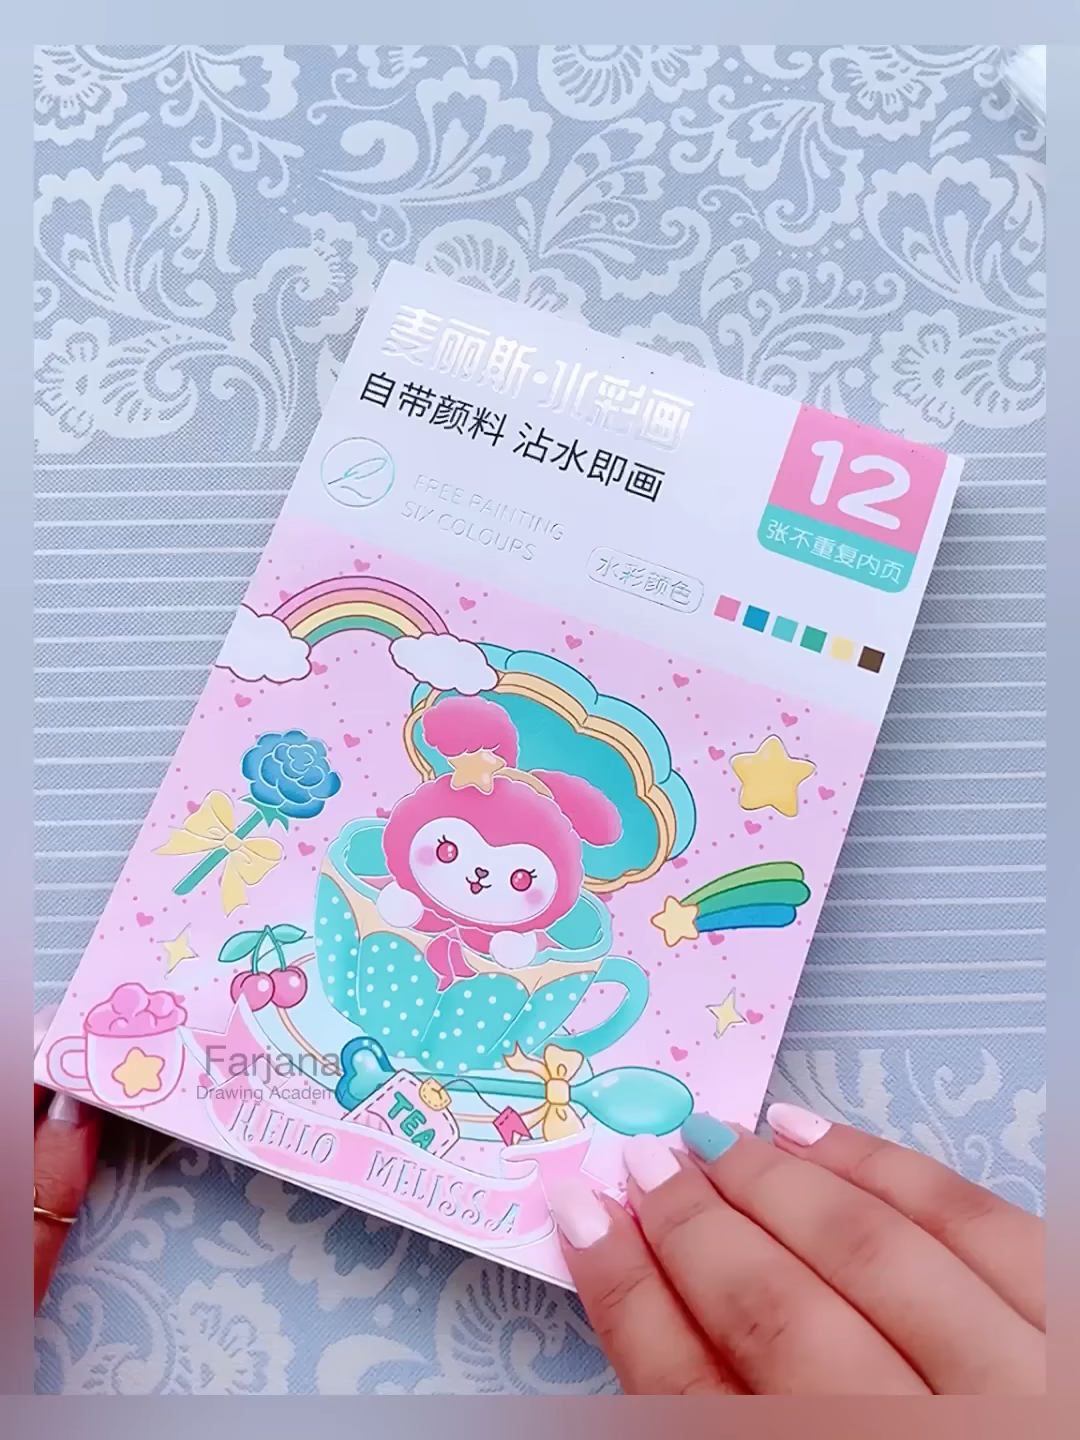 麦丽斯·水彩画
自带颜料 沾水即画
FREE PAINTING
SIX COLOURS
水彩颜色
12
张不重复内页
Farjana
Drawing Academy
TEA
HELLO MELISSA